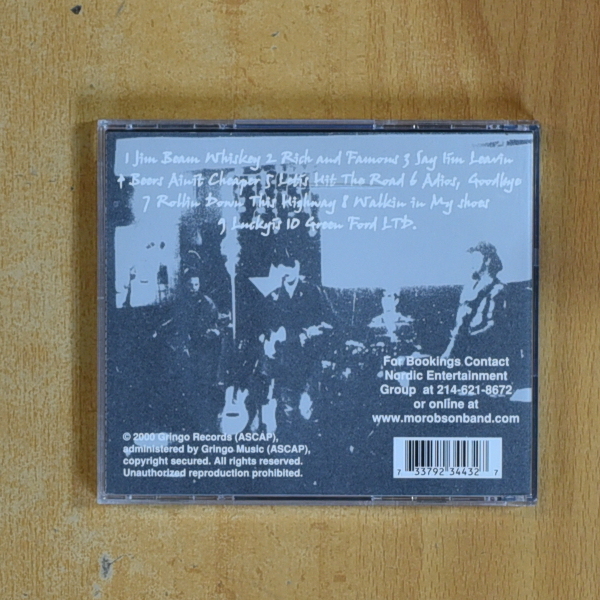 1 Jim Beam Whiskey 2 Rich and Famous 3 Say I'm Leavin
4 Beers Ain't Cheaper 5 Let's Hit The Road 6 Adios, Goodbye
7 Rollin Down This Highway 8 Walkin in My shoes
9 Lucky's 10 Green Ford LTD.
For Bookings Contact
Nordic Entertainment
Group at 214-621-8672
or online at
www.morobsonband.com
© 2000 Gringo Records (ASCAP),
administered by Gringo Music (ASCAP),
copyright secured. All rights reserved.
Unauthorized reproduction prohibited.
7 33792 34432 7